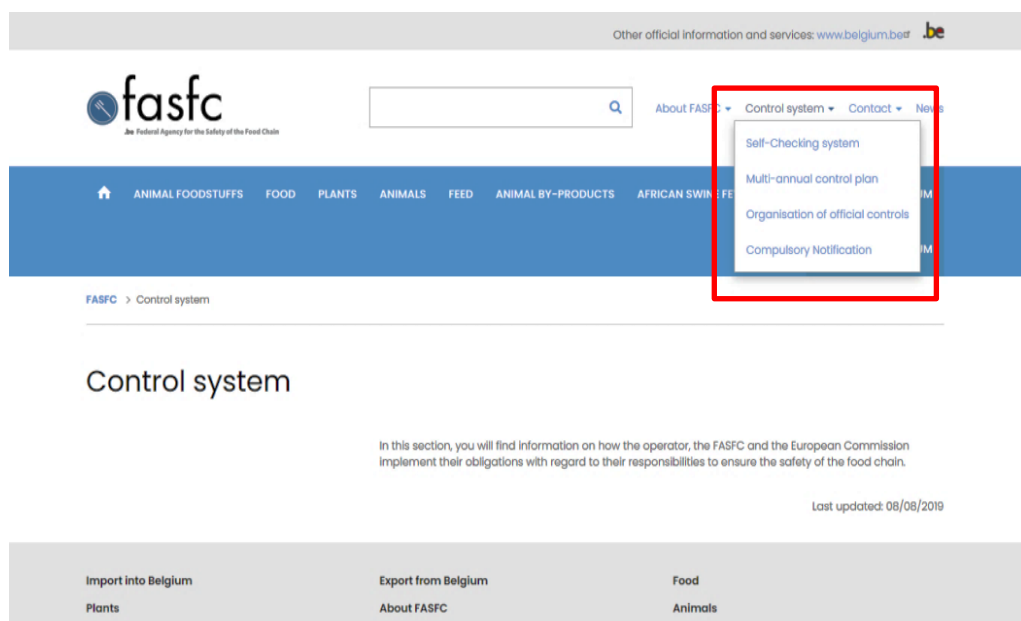 Other official information and services: www.belgium.be
.be
fasfc
.be Federal Agency for the Safety of the Food Chain
About FASFC Control system Contact News
Self-Checking system
Multi-annual control plan
Organisation of official controls
Compulsory Notification
ANIMAL FOODSTUFFS FOOD PLANTS ANIMALS FEED ANIMAL BY-PRODUCTS AFRICAN SWINE
FASFC > Control system
Control system
In this section, you will find information on how the operator, the FASFC and the European Commission
implement their obligations with regard to their responsibilities to ensure the safety of the food chain.
Last updated: 08/08/2019
Import into Belgium Export from Belgium Food
Plants About FASFC Animals